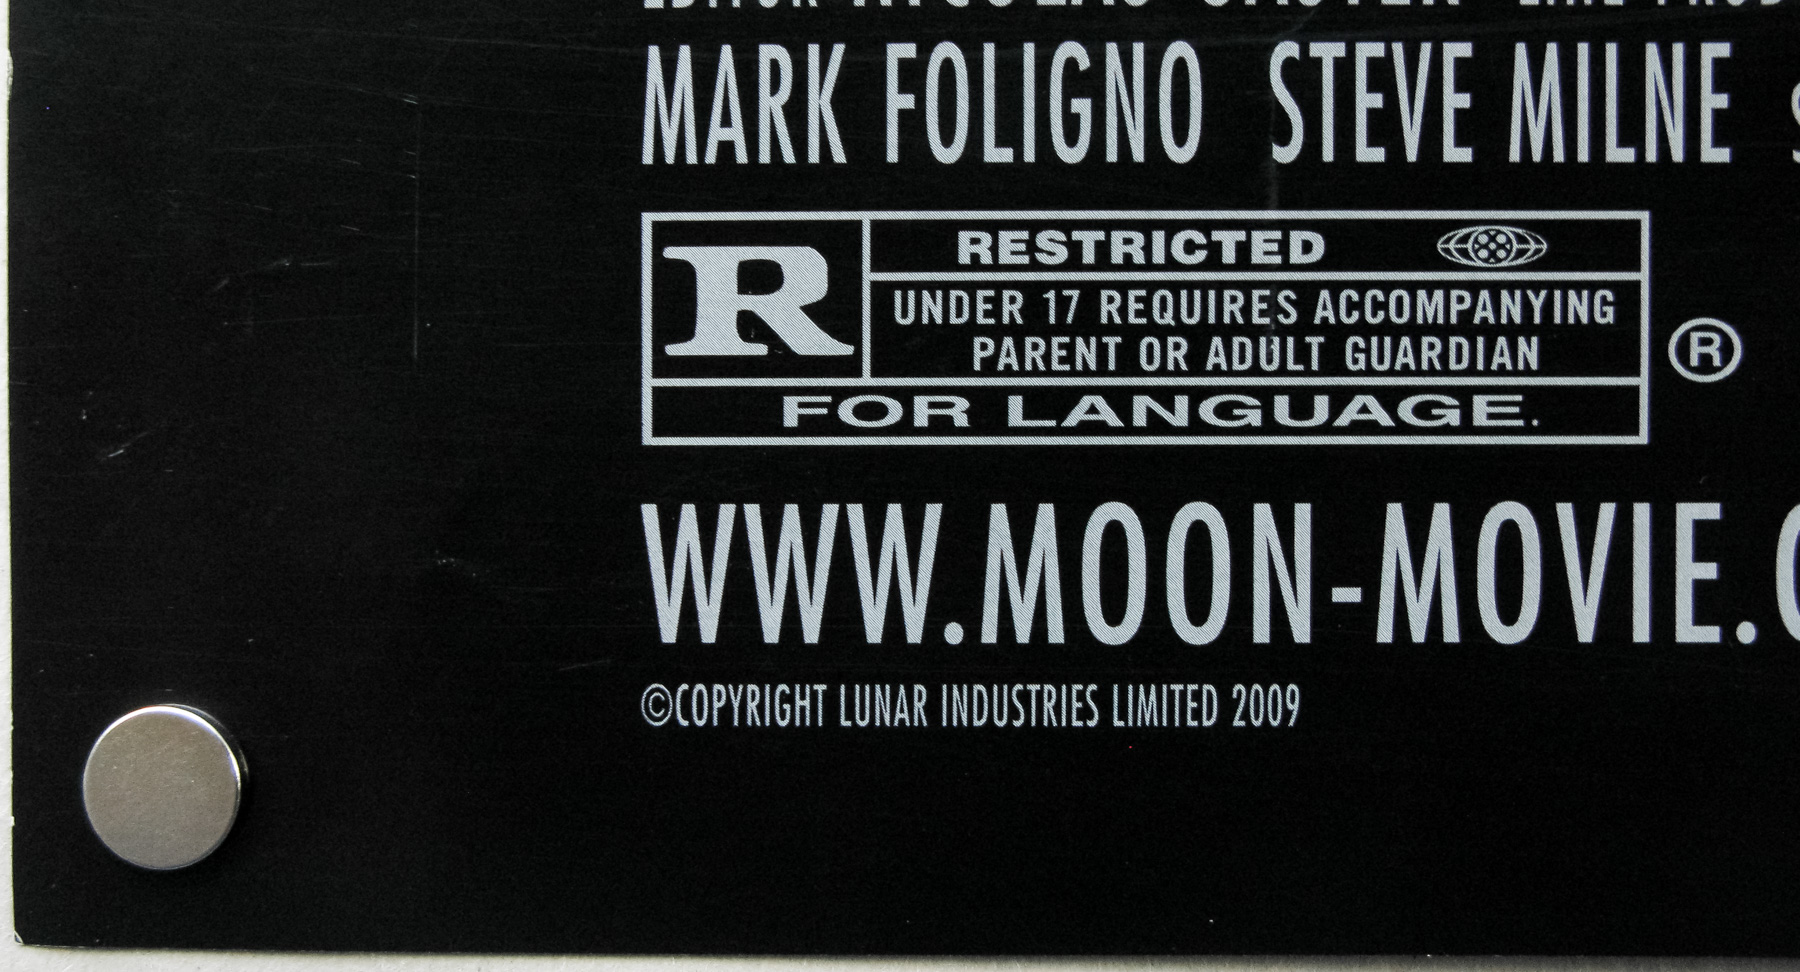 MARK FOLIGNO STEVE MILNE
R
RESTRICTED
UNDER 17 REQUIRES ACCOMPANYING
PARENT OR ADULT GUARDIAN
®
FOR LANGUAGE.
WWW.MOON-MOVIE.
©COPYRIGHT LUNAR INDUSTRIES LIMITED 2009